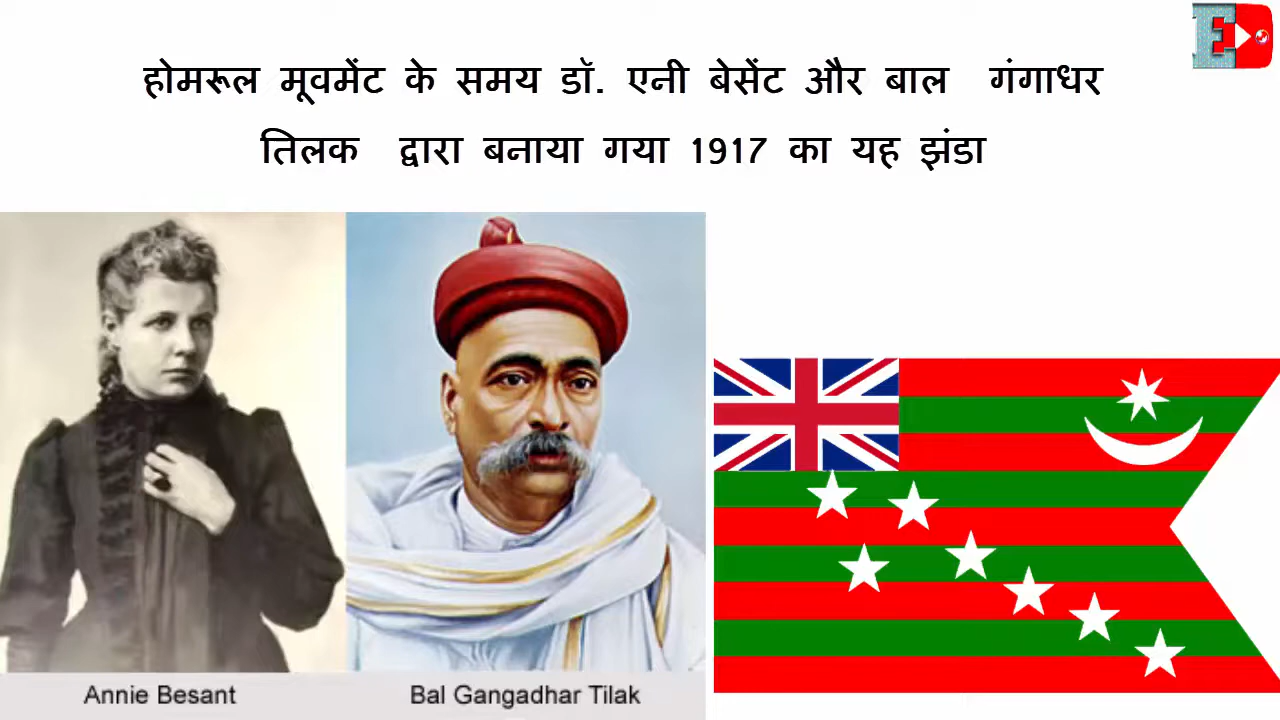 होमरूल मूवमेंट के समय डॉ. एनी बेसेंट और बाल गंगाधर
तिलक द्वारा बनाया गया 1917 का यह झंडा
Annie Besant
Bal Gangadhar Tilak